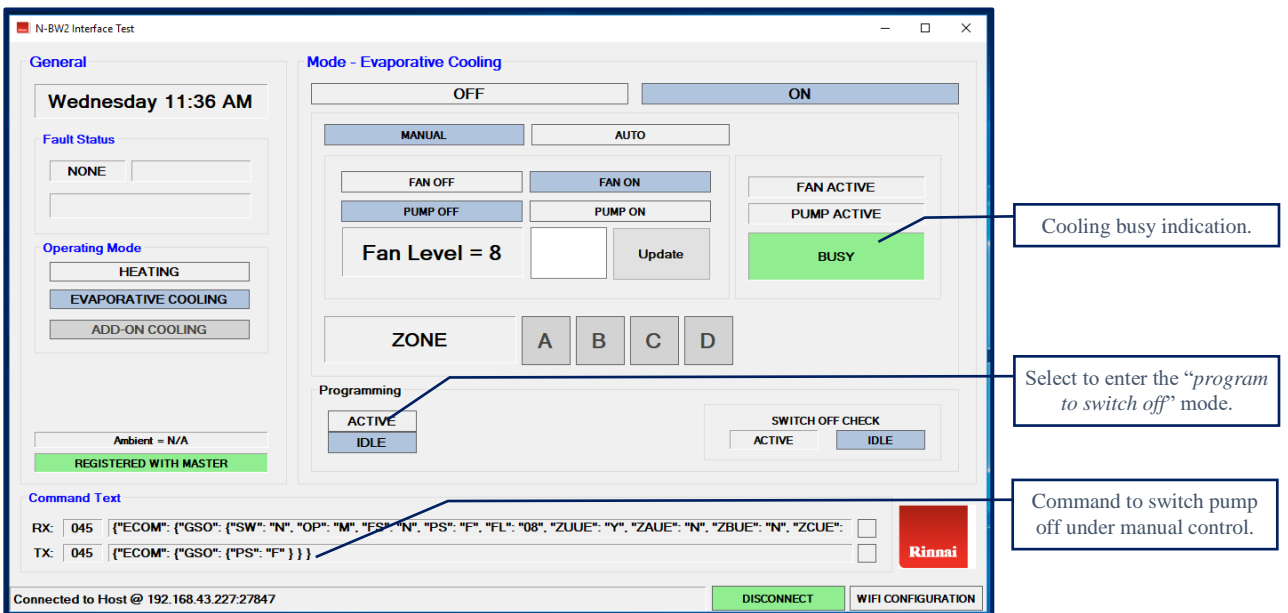 N-BW2 Interface Test
General
Wednesday 11:36 AM
Fault Status
NONE
Operating Mode
HEATING
EVAPORATIVE COOLING
ADD-ON COOLING
Ambient = N/A
REGISTERED WITH MASTER
Mode - Evaporative Cooling
OFF ON
MANUAL AUTO
FAN OFF FAN ON
PUMP OFF PUMP ON
Fan Level = 8 Update
FAN ACTIVE
PUMP ACTIVE
BUSY
ZONE A B C D
Programming
ACTIVE
IDLE
SWITCH OFF CHECK
ACTIVE IDLE
Command Text
RX: 045 {"ECOM": {"GSO": {"SW": "N", "OP": "M", "FS": "N", "PS": "F", "FL": "08", "ZUUE": "Y", "ZAUE": "N", "ZBUE": "N", "ZCUE":
TX: 045 {"ECOM": {"GSO": {"PS": "F" } } }
Rinnai
Connected to Host @ 192.168.43.227:27847 DISCONNECT WIFI CONFIGURATION
Cooling busy indication.
Select to enter the “program
to switch off” mode.
Command to switch pump
off under manual control.